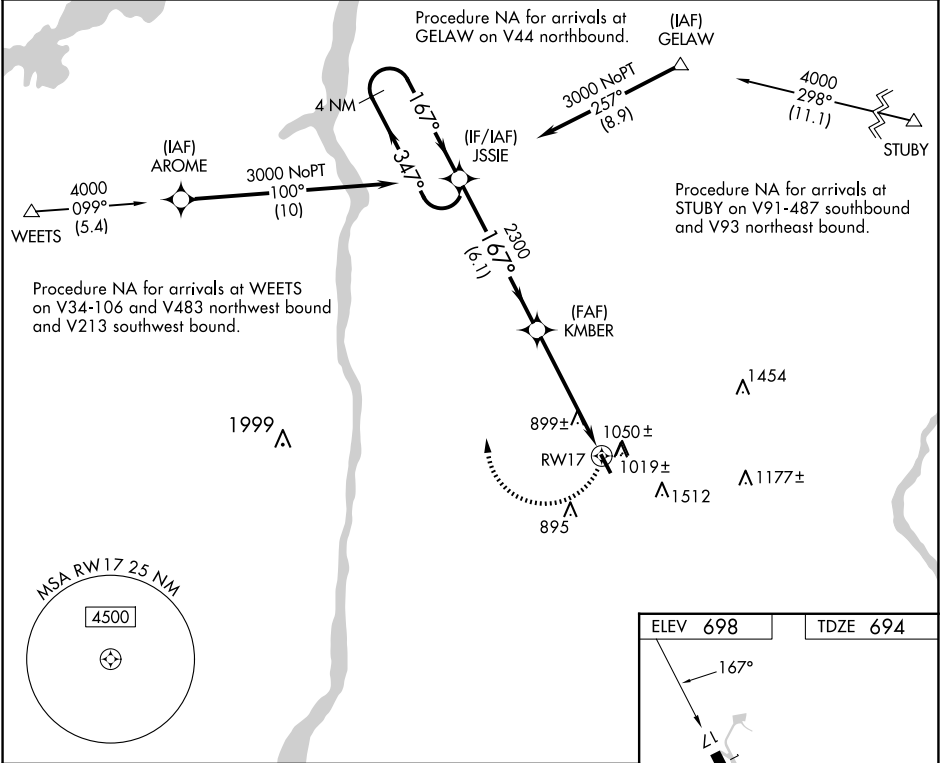 Procedure NA for arrivals at
GELAW on V44 northbound.
(IAF)
GELAW
3000 NoPT
257°
(8.9)
4000
298°
(11.1)
STUBY
4 NM
167°
347°
(IF/IAF)
JSSIE
(IAF)
AROME
3000 NoPT
100°
(10)
4000
099°
(5.4)
WEETS
Procedure NA for arrivals at
STUBY on V91-487 southbound
and V93 northeast bound.
2300
167°
(6.1)
Procedure NA for arrivals at WEETS
on V34-106 and V483 northwest bound
and V213 southwest bound.
(FAF)
KMBER
1454
1999
899±
1050±
RW17
1019±
1177±
1512
895
MSA RW17 25 NM
4500
ELEV 698
TDZE 694
167°
17